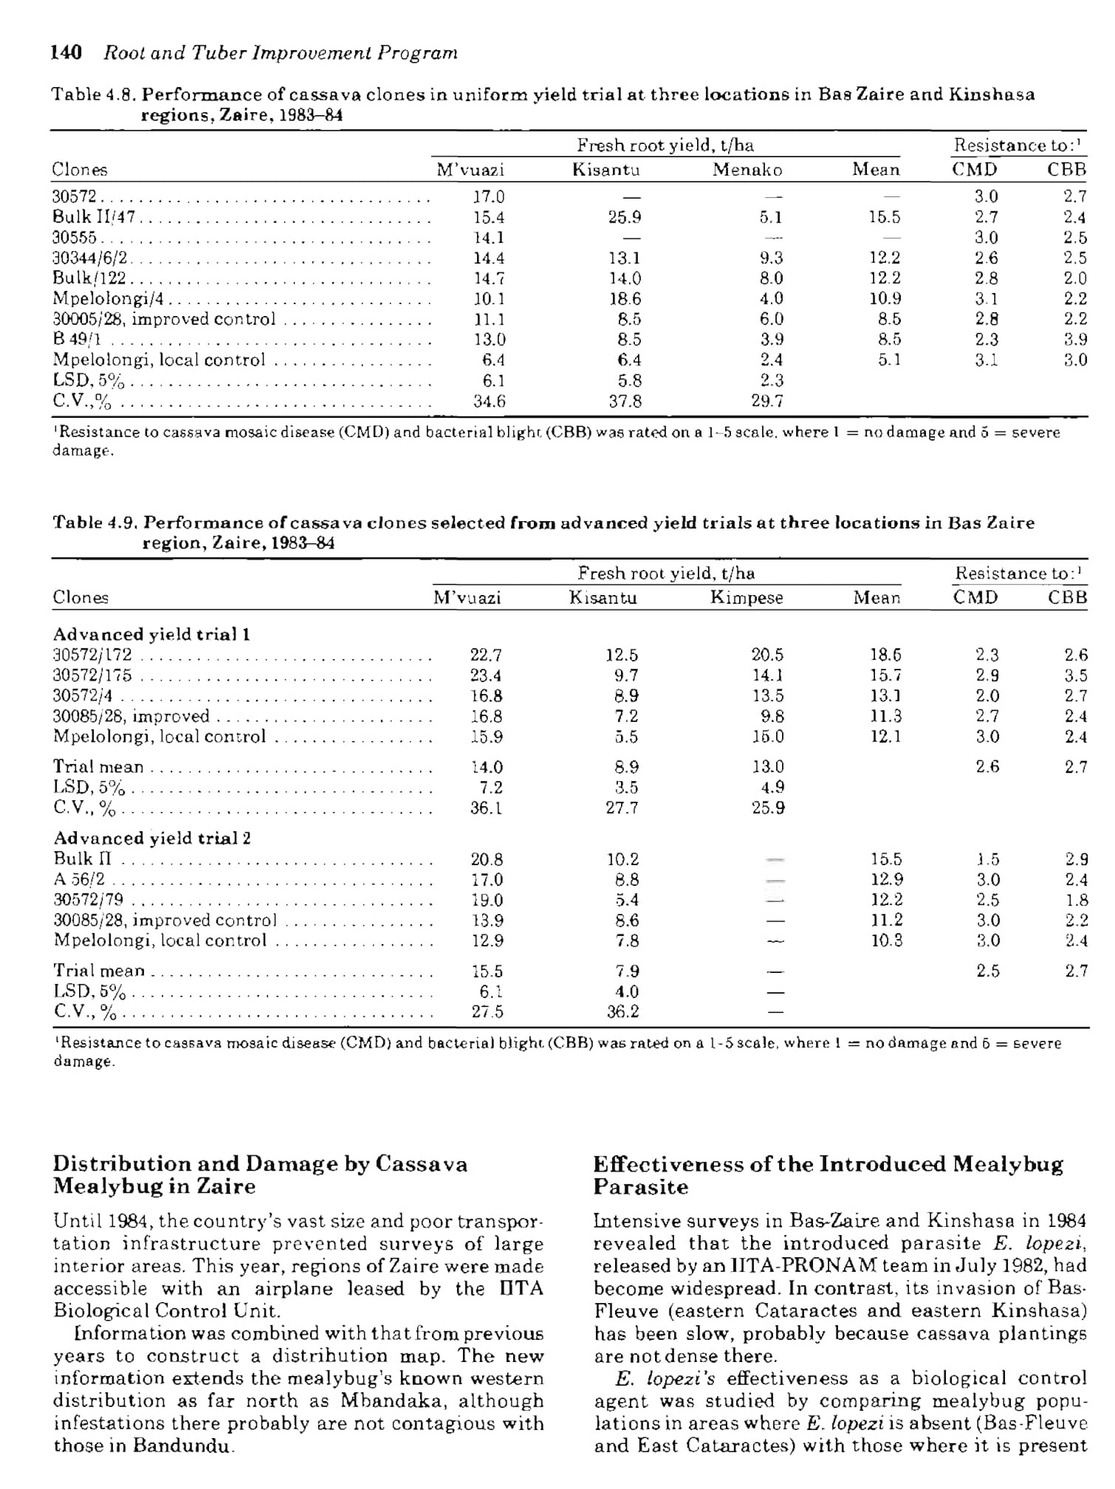 140 Root and Tuber Improvement Program
Table 4.8. Performance of cassava clones in uniform yield trial at three locations in Bas Zaire and Kinshasa
regions, Zaire, 1983–84
Fresh root yield, t/ha Resistance to:¹
Clones M'vuazi Kisantu Menako Mean CMD CBB
30572 17.0 — — — 3.0 2.7
Bulk II/47 15.4 25.9 5.1 15.5 2.7 2.4
30555 14.1 — — — 3.0 2.5
30344/6/2 14.4 13.1 9.3 12.2 2.6 2.5
Bulk/122 14.7 14.0 8.0 12.2 2.8 2.0
Mpelolongi/4 10.1 18.6 4.0 10.9 3.1 2.2
30005/28, improved control 11.1 8.5 6.0 8.5 2.8 2.2
B 49/1 13.0 8.5 3.9 8.5 2.3 3.9
Mpelolongi, local control 6.4 6.4 2.4 5.1 3.1 3.0
LSD, 5% 6.1 5.8 2.3
C.V.,% 34.6 37.8 29.7
¹Resistance to cassava mosaic disease (CMD) and bacterial blight (CBB) was rated on a 1–5 scale, where 1 = no damage and 5 = severe
damage.
Table 4.9. Performance of cassava clones selected from advanced yield trials at three locations in Bas Zaire
region, Zaire, 1983–84
Fresh root yield, t/ha Resistance to:¹
Clones M'vuazi Kisantu Kimpese Mean CMD CBB
Advanced yield trial 1
30572/172 22.7 12.5 20.5 18.6 2.3 2.6
30572/175 23.4 9.7 14.1 15.7 2.9 3.5
30572/4 16.8 8.9 13.5 13.1 2.0 2.7
30085/28, improved 16.8 7.2 9.8 11.3 2.7 2.4
Mpelolongi, local control 15.9 5.5 15.0 12.1 3.0 2.4
Trial mean 14.0 8.9 13.0 2.6 2.7
LSD, 5% 7.2 3.5 4.9
C.V., % 36.1 27.7 25.9
Advanced yield trial 2
Bulk II 20.8 10.2 — 15.5 1.5 2.9
A 56/2 17.0 8.8 — 12.9 3.0 2.4
30572/79 19.0 5.4 — 12.2 2.5 1.8
30085/28, improved control 13.9 8.6 — 11.2 3.0 2.2
Mpelolongi, local control 12.9 7.8 — 10.3 3.0 2.4
Trial mean 15.5 7.9 — 2.5 2.7
LSD, 5% 6.1 4.0 —
C.V., % 27.5 36.2 —
¹Resistance to cassava mosaic disease (CMD) and bacterial blight (CBB) was rated on a 1-5 scale, where 1 = no damage and 5 = severe
damage.
Distribution and Damage by Cassava
Mealybug in Zaire
Until 1984, the country's vast size and poor transpor-
tation infrastructure prevented surveys of large
interior areas. This year, regions of Zaire were made
accessible with an airplane leased by the IITA
Biological Control Unit.
Information was combined with that from previous
years to construct a distribution map. The new
information extends the mealybug's known western
distribution as far north as Mbandaka, although
infestations there probably are not contagious with
those in Bandundu.
Effectiveness of the Introduced Mealybug
Parasite
Intensive surveys in Bas-Zaire and Kinshasa in 1984
revealed that the introduced parasite E. lopezi,
released by an IITA-PRONAM team in July 1982, had
become widespread. In contrast, its invasion of Bas-
Fleuve (eastern Cataractes and eastern Kinshasa)
has been slow, probably because cassava plantings
are not dense there.
E. lopezi's effectiveness as a biological control
agent was studied by comparing mealybug popu-
lations in areas where E. lopezi is absent (Bas-Fleuve
and East Cataractes) with those where it is present